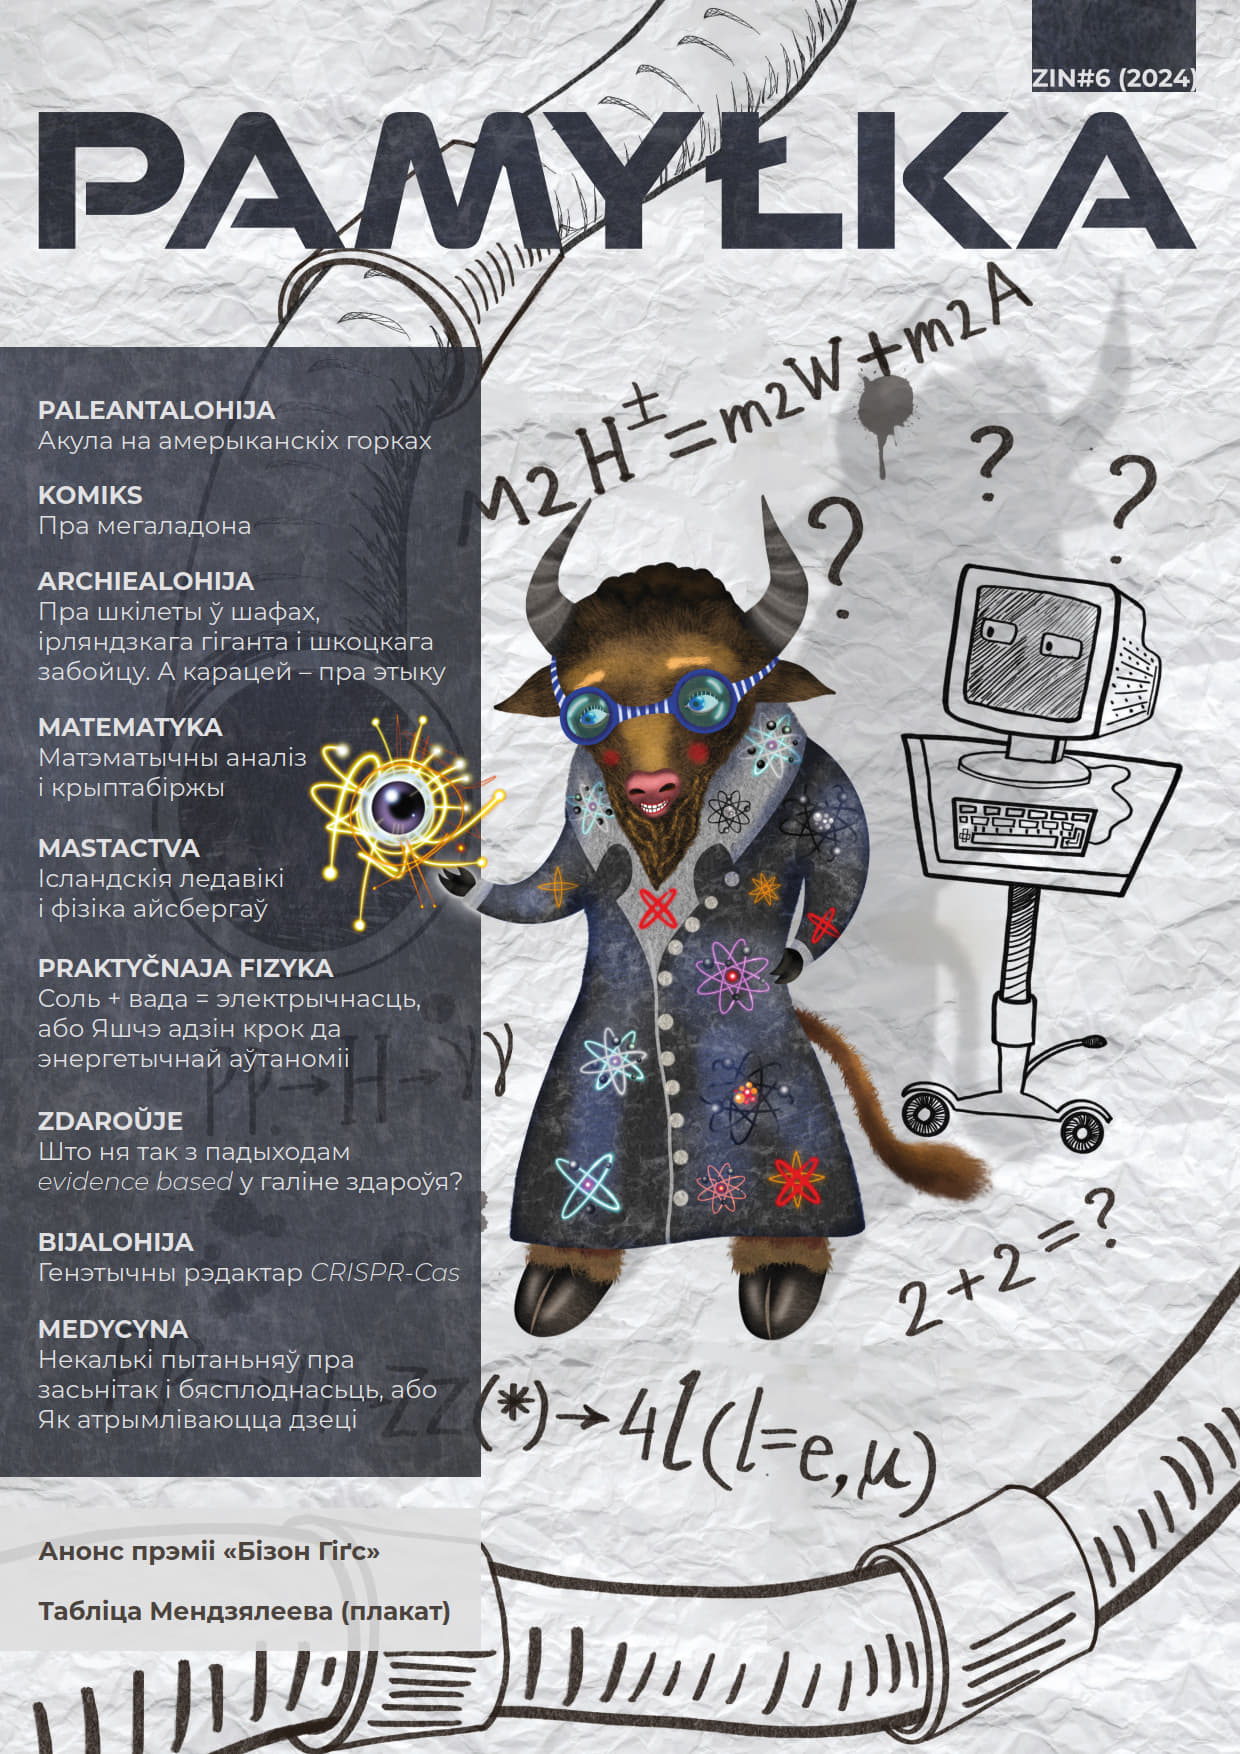 ZIN#6 (2024)
PAMYŁKA
M2H±=m2W+m2A
PALEANTALOHIJA
Акула на амерыканскіх горках
KOMIKS
Пра мегаладона
ARCHIEALOHIJA
Пра шкілеты ў шафах,
ірляндзкага гіганта і шкоцкага
забойцу. А карацей – пра этыку
MATEMATYKA
Матэматычны аналіз
і крыптабіржы
MASTACTVA
Ісландскія ледавікі
і фізіка айсбергаў
PRAKTYČNAJA FIZYKA
Соль + вада = электрычнасць,
або Яшчэ адзін крок да
энергетычнай аўтаноміі
ZDAROŬJE
Што ня так з падыходам
evidence based у галіне здароўя?
BIJALOHIJA
Генэтычны рэдактар CRISPR-Cas
MEDYCYNA
Некалькі пытаньняў пра
засьнітак і бясплоднасьць, або
Як атрымліваюцца дзеці
? ? ?
pp→H→γγ
2+2=?
H→ZZ(*)→4l(l=e,μ)
Анонс прэміі «Бізон Гіґс»
Табліца Мендзялеева (плакат)